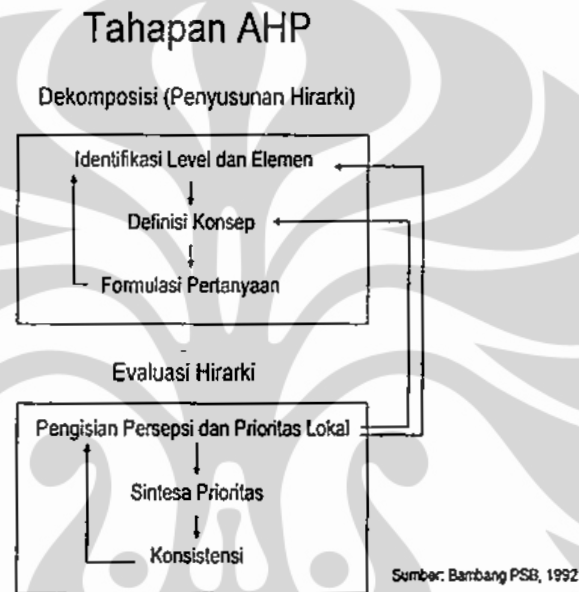 Tahapan AHP
Dekomposisi (Penyusunan Hirarki)
Identifikasi Level dan Elemen
Definisi Konsep
Formulasi Pertanyaan
Evaluasi Hirarki
Pengisian Persepsi dan Prioritas Lokal
Sintesa Prioritas
Konsistensi
Sumber: Bambang PSB, 1992